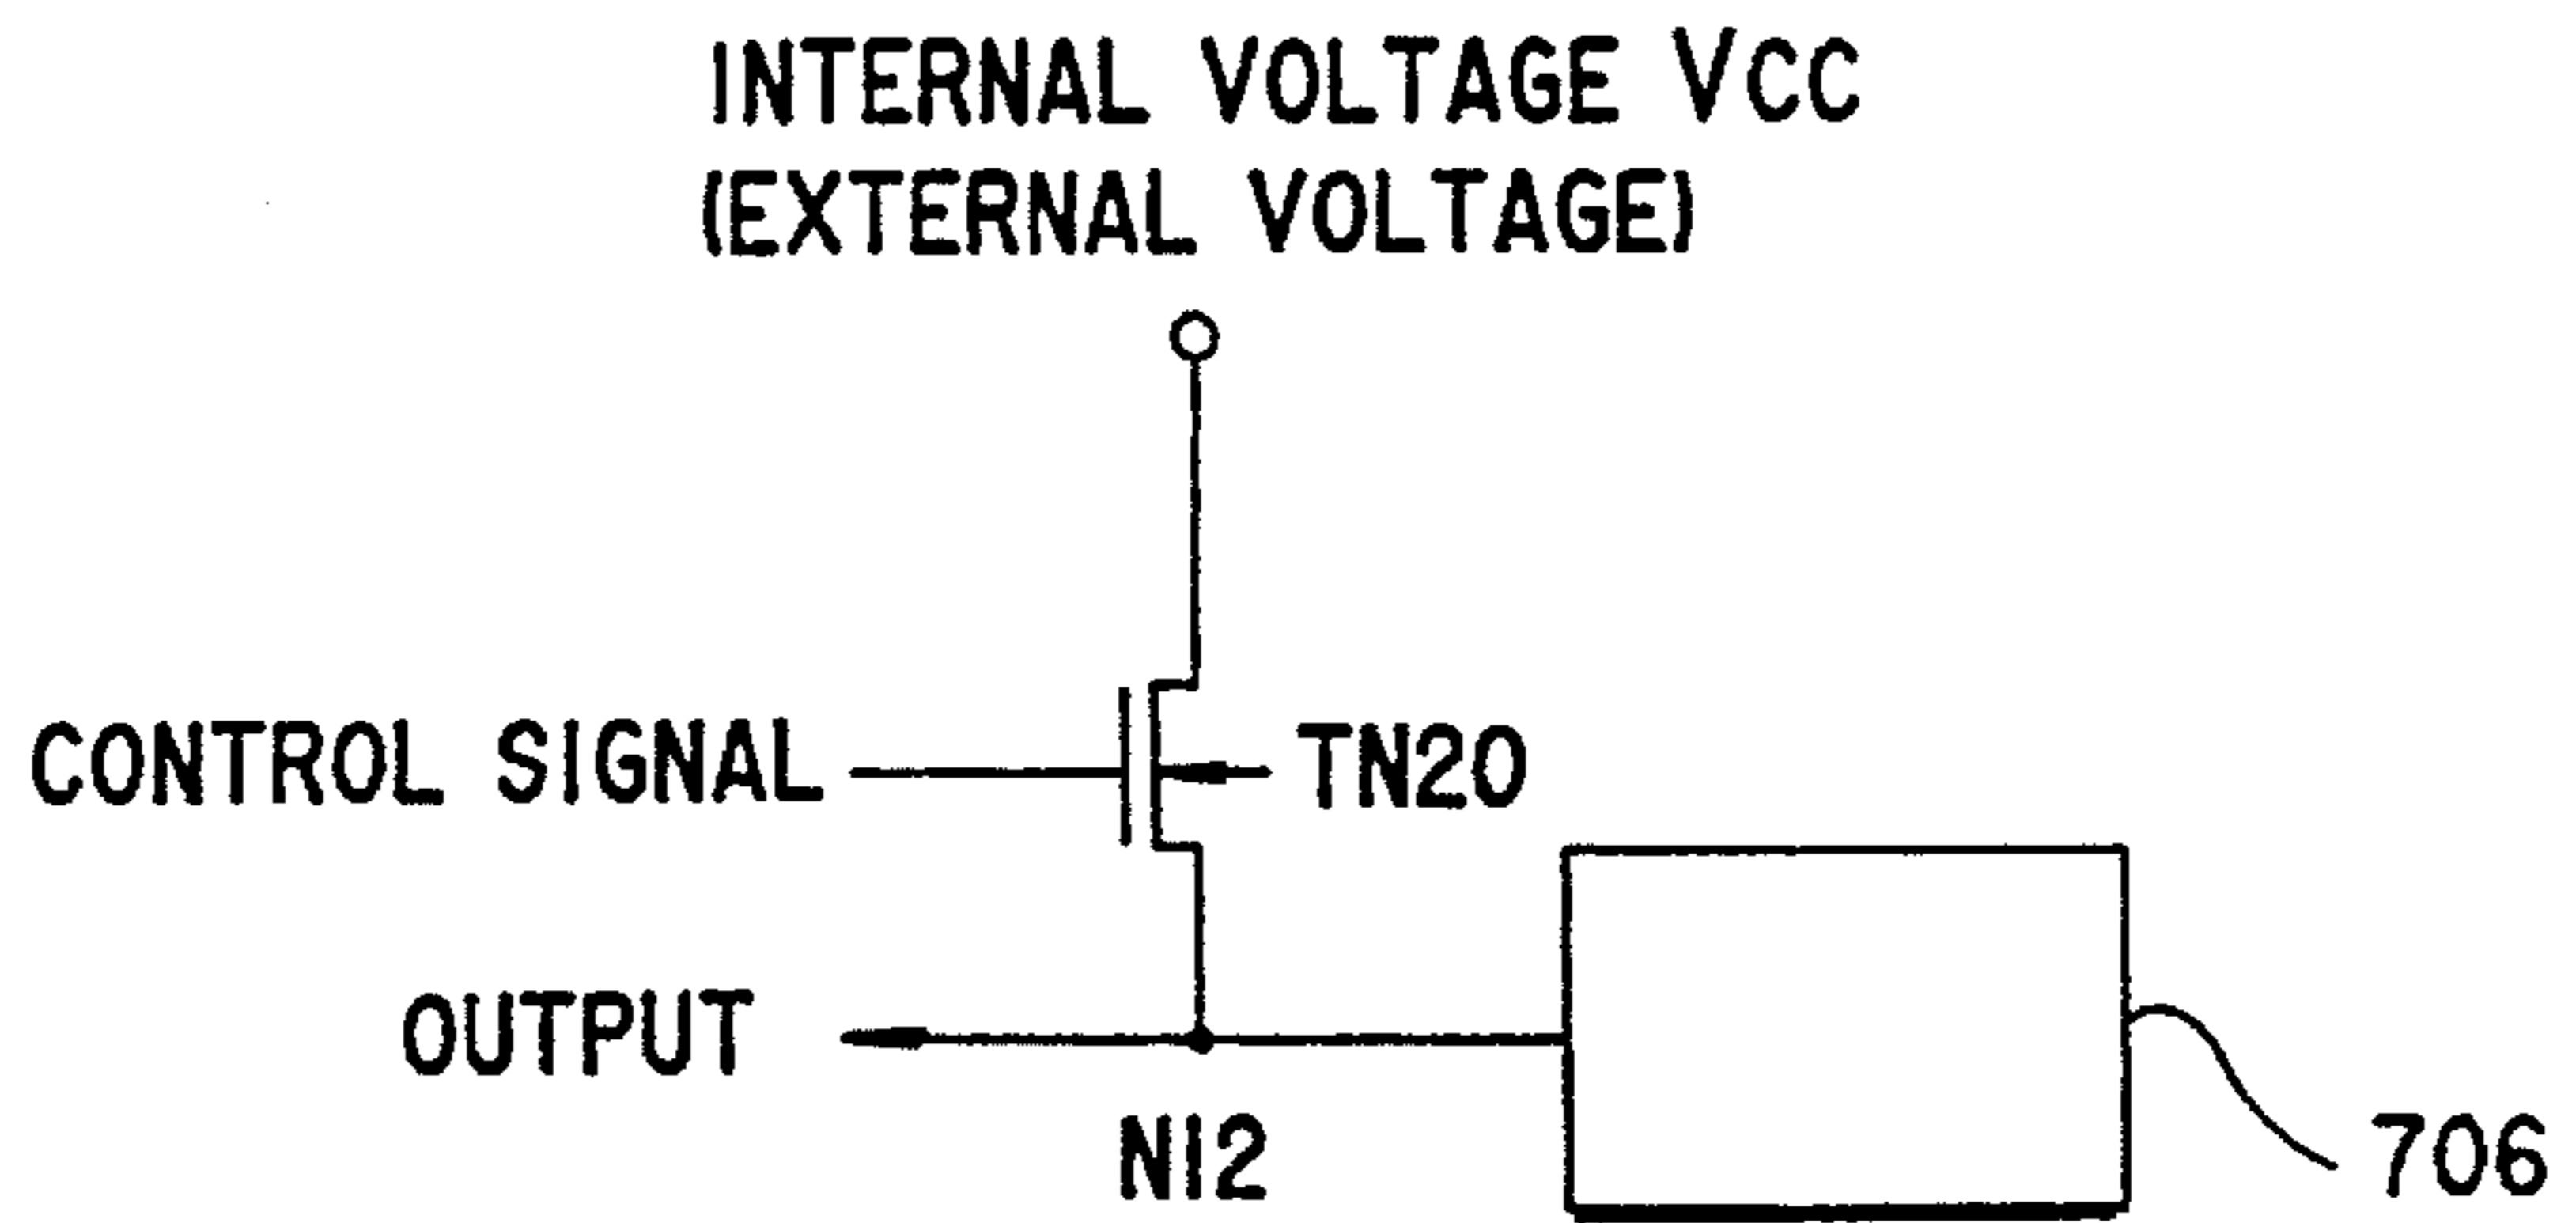 INTERNAL VOLTAGE VCC
(EXTERNAL VOLTAGE)
CONTROL SIGNAL
TN20
OUTPUT
N12
706